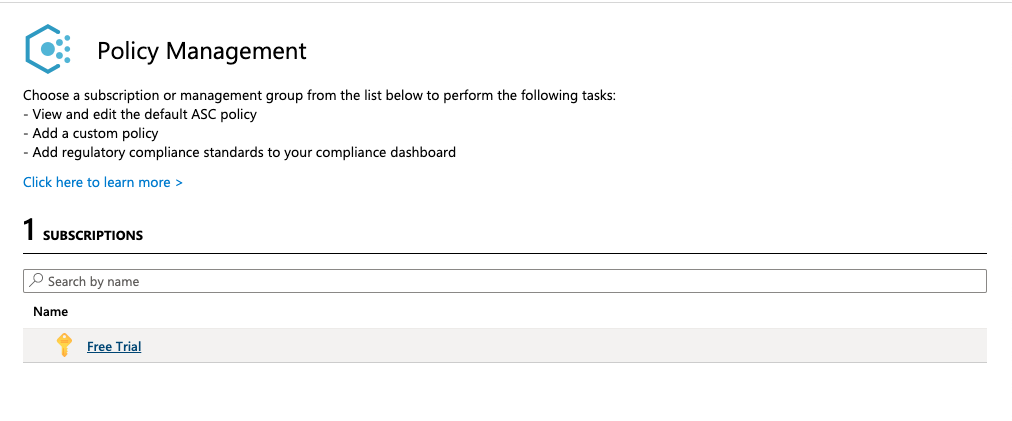 Policy Management
Choose a subscription or management group from the list below to perform the following tasks:
- View and edit the default ASC policy
- Add a custom policy
- Add regulatory compliance standards to your compliance dashboard
Click here to learn more >
1 SUBSCRIPTIONS
Search by name
Name
Free Trial